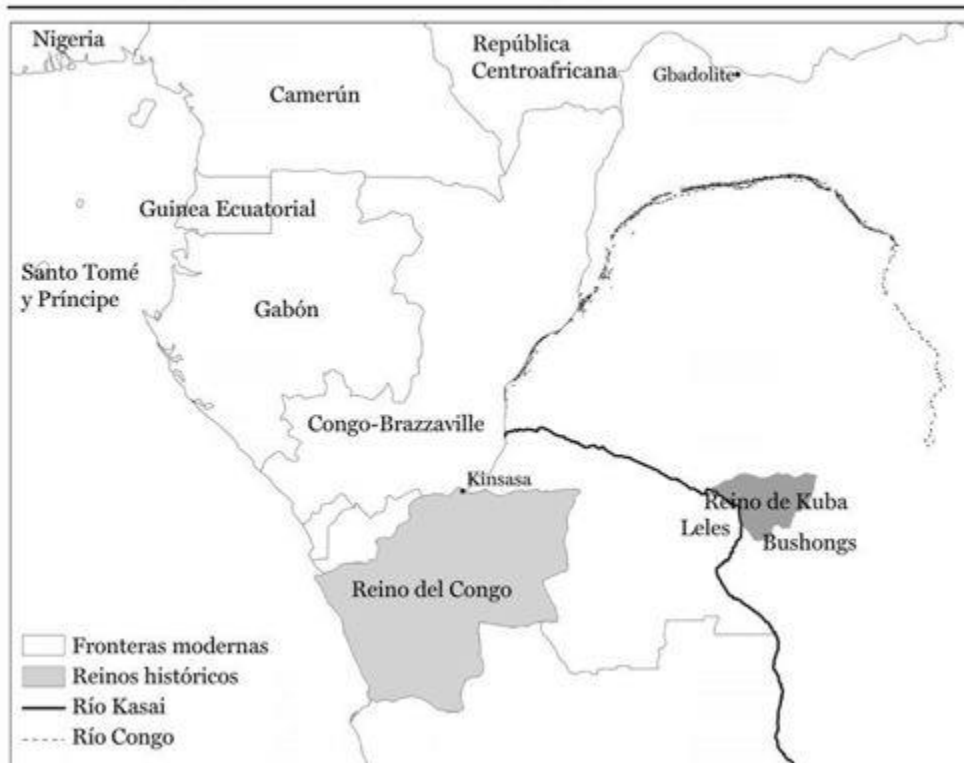 Nigeria
República
Centroafricana
Gbadolite
Camerún
Guinea Ecuatorial
Santo Tomé
y Príncipe
Gabón
Congo-Brazzaville
Kinsasa
Reino de Kuba
Leles
Bushongs
Reino del Congo
Fronteras modernas
Reinos históricos
Río Kasai
Río Congo